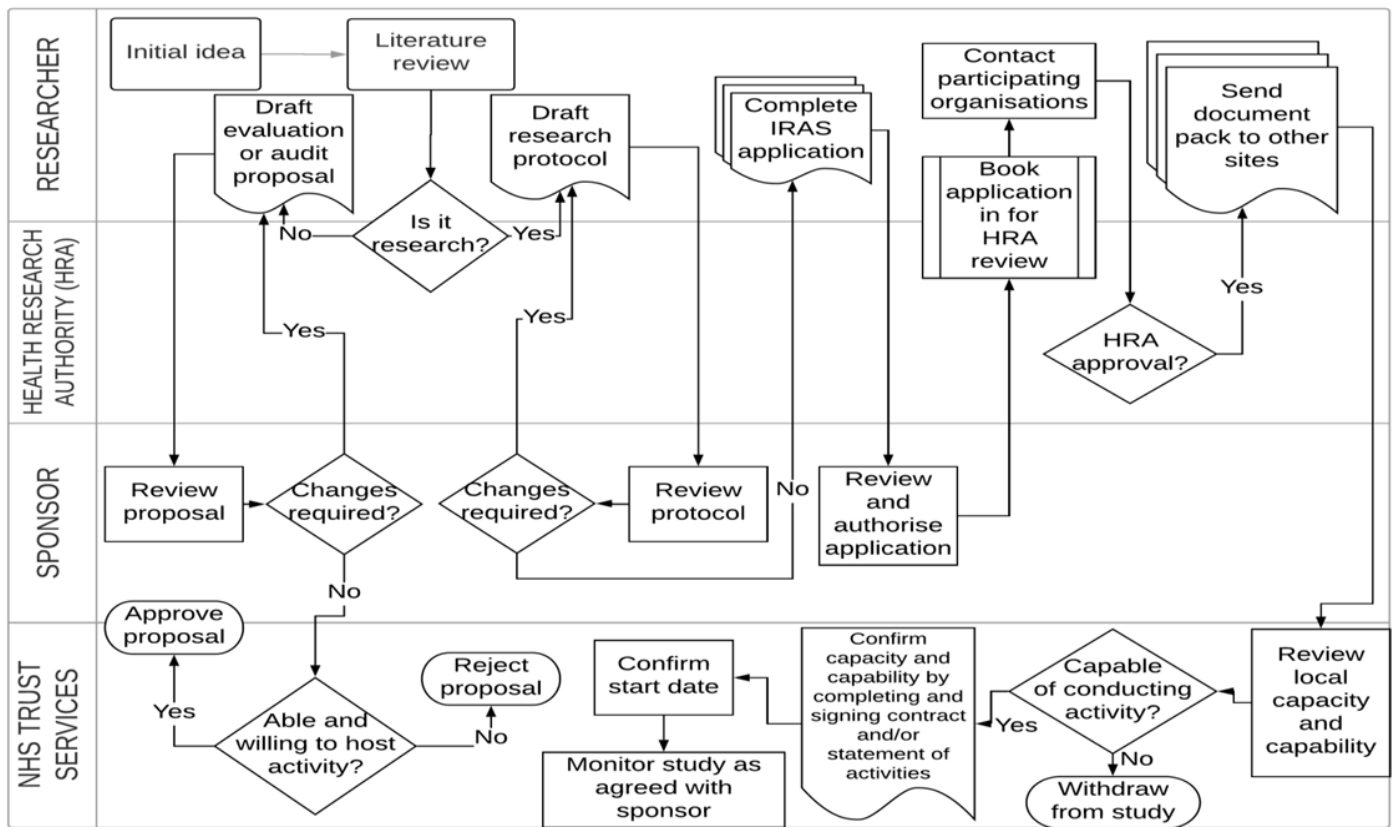 RESEARCHER
Initial idea
Literature
review
Draft
evaluation
or audit
proposal
Draft
research
protocol
Is it
research?
No
Yes
Complete
IRAS
application
Contact
participating
organisations
Book
application
in for
HRA
review
Send
document
pack to other
sites
HEALTH RESEARCH
AUTHORITY (HRA)
Yes
Yes
HRA
approval?
Yes
SPONSOR
Review
proposal
Changes
required?
No
Changes
required?
Review
protocol
No
Review
and
authorise
application
NHS TRUST
SERVICES
Approve
proposal
Yes
Able and
willing to host
activity?
No
Reject
proposal
Confirm
start date
Monitor study as
agreed with
sponsor
Confirm
capacity and
capability by
completing and
signing contract
and/or
statement of
activities
Yes
Capable
of conducting
activity?
No
Withdraw
from study
Review
local
capacity
and
capability